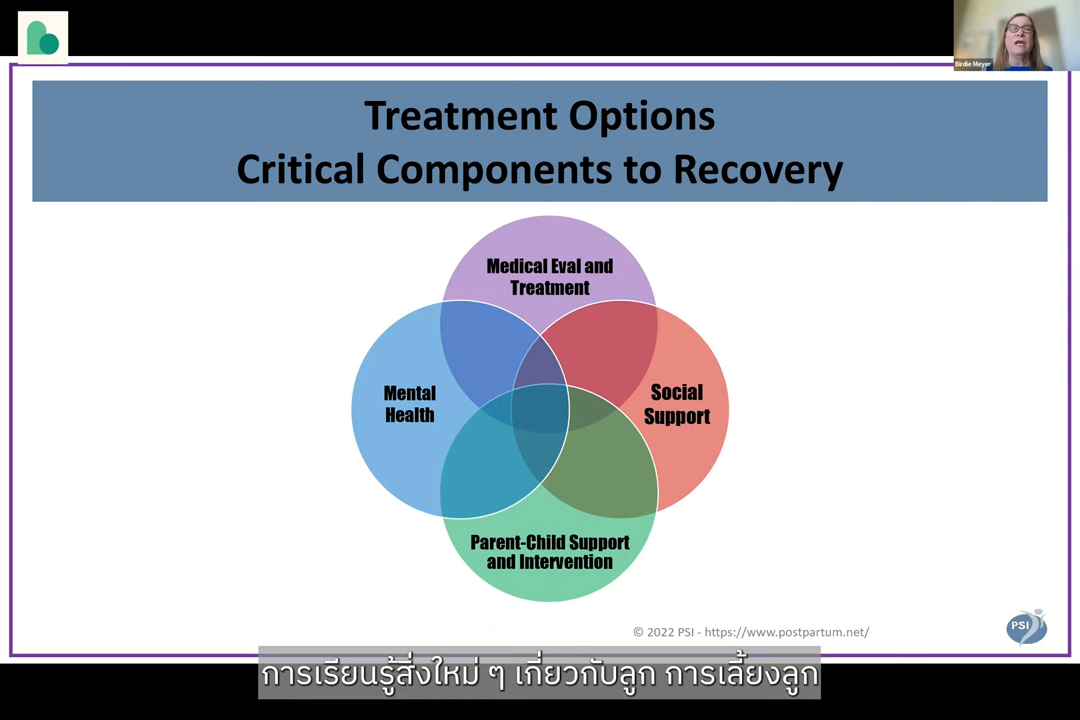 Birdie Meyer
Treatment Options
Critical Components to Recovery
Medical Eval and
Treatment
Mental
Health
Social
Support
Parent-Child Support
and Intervention
© 2022 PSI - https://www.postpartum.net/
PSI
การเรียนรู้สิ่งใหม่ ๆ เกี่ยวกับลูก การเลี้ยงลูก